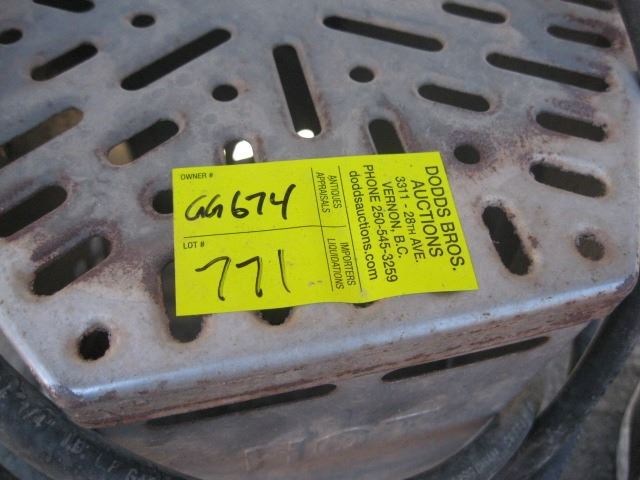 OWNER #
GG674
LOT #
771
ANTIQUES
APPRAISALS
IMPORTERS
LIQUIDATIONS
DODDS BROS.
AUCTIONS
3311 - 28TH AVE.
VERNON, B.C.
PHONE 250-545-3259
doddsauctions.com